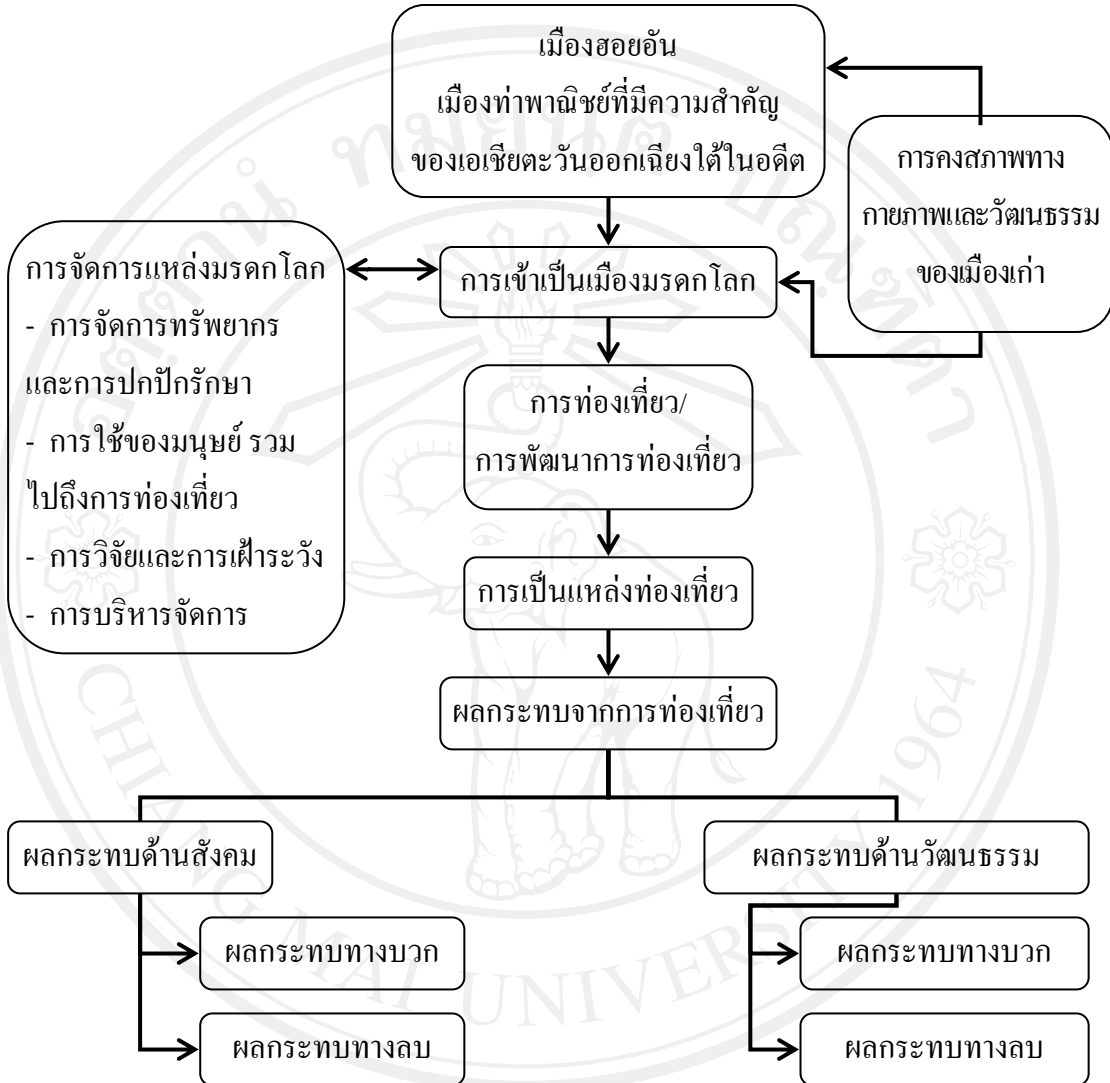 เมืองฮอยอัน
เมืองท่าพาณิชย์ที่มีความสำคัญ
ของเอเชียตะวันออกเฉียงใต้ในอดีต
การคงสภาพทาง
กายภาพและวัฒนธรรม
ของเมืองเก่า
การจัดการแหล่งมรดกโลก
- การจัดการทรัพยากร
และการปกปักรักษา
- การใช้ของมนุษย์ รวม
ไปถึงการท่องเที่ยว
- การวิจัยและการเฝ้าระวัง
- การบริหารจัดการ
การเข้าเป็นเมืองมรดกโลก
การท่องเที่ยว/
การพัฒนาการท่องเที่ยว
การเป็นแหล่งท่องเที่ยว
ผลกระทบจากการท่องเที่ยว
ผลกระทบด้านสังคม
ผลกระทบทางบวก
ผลกระทบทางลบ
ผลกระทบด้านวัฒนธรรม
ผลกระทบทางบวก
ผลกระทบทางลบ
CHIANG MAI UNIVERSITY 1964